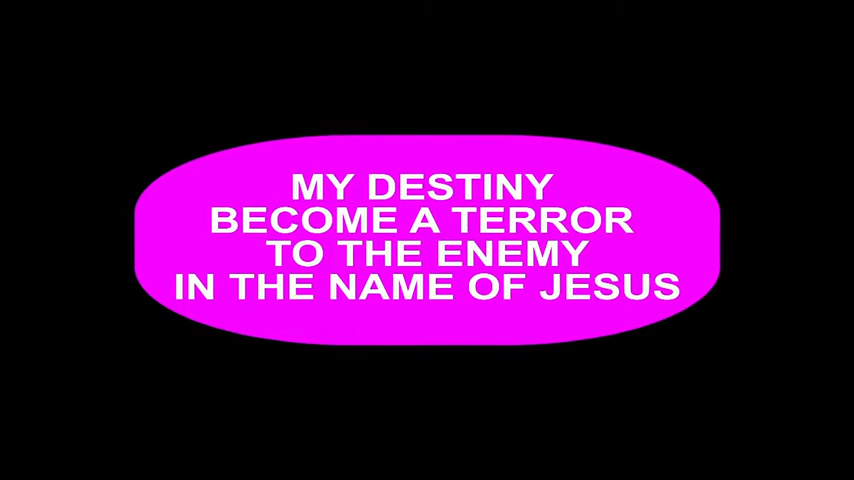 MY DESTINY
BECOME A TERROR
TO THE ENEMY
IN THE NAME OF JESUS